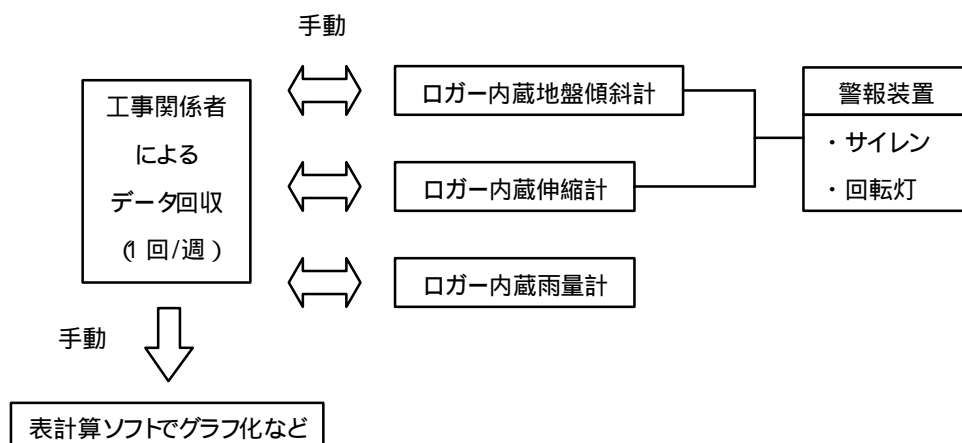 手動
工事関係者
による
データ回収
(1回/週)
ロガー内蔵地盤傾斜計
ロガー内蔵伸縮計
ロガー内蔵雨量計
警報装置
・サイレン
・回転灯
手動
表計算ソフトでグラフ化など